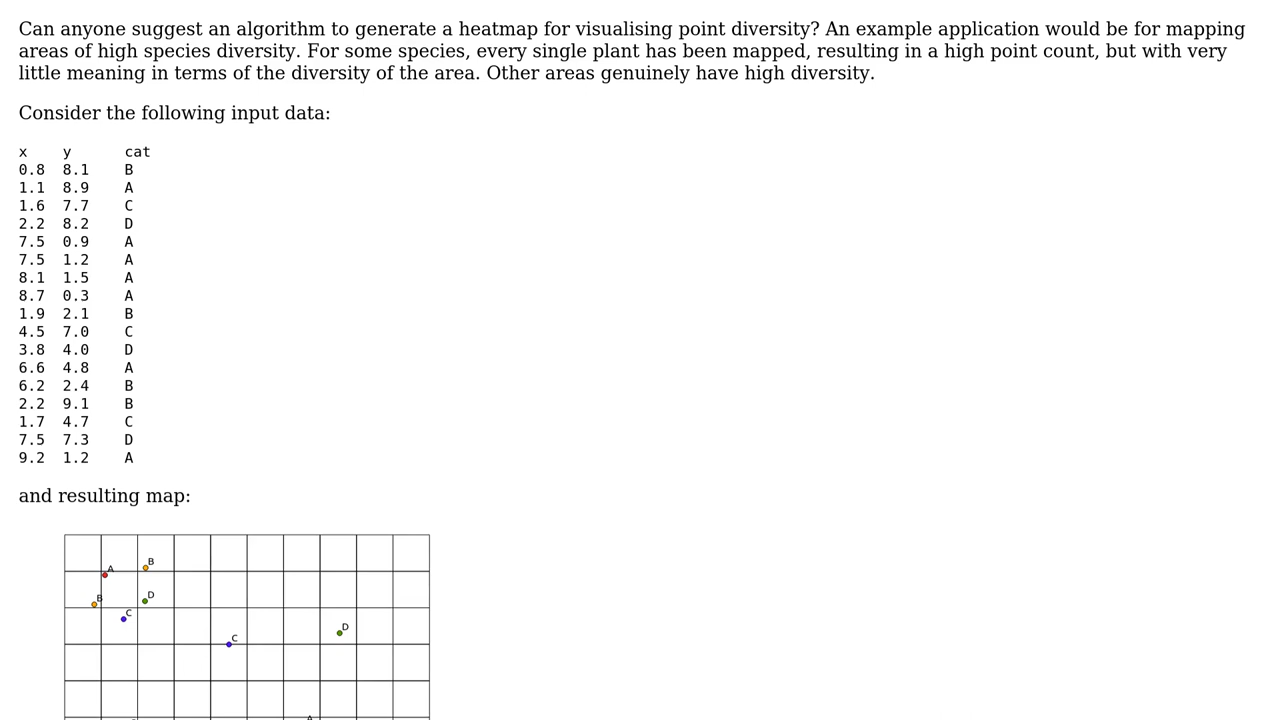 Can anyone suggest an algorithm to generate a heatmap for visualising point diversity? An example application would be for mapping
areas of high species diversity. For some species, every single plant has been mapped, resulting in a high point count, but with very
little meaning in terms of the diversity of the area. Other areas genuinely have high diversity.
Consider the following input data:
x y cat
0.8 8.1 B
1.1 8.9 A
1.6 7.7 C
2.2 8.2 D
7.5 0.9 A
7.5 1.2 A
8.1 1.5 A
8.7 0.3 A
1.9 2.1 B
4.5 7.0 C
3.8 4.0 D
6.6 4.8 A
6.2 2.4 B
2.2 9.1 B
1.7 4.7 C
7.5 7.3 D
9.2 1.2 A
and resulting map:
B
A
D
B
C
D
C
A